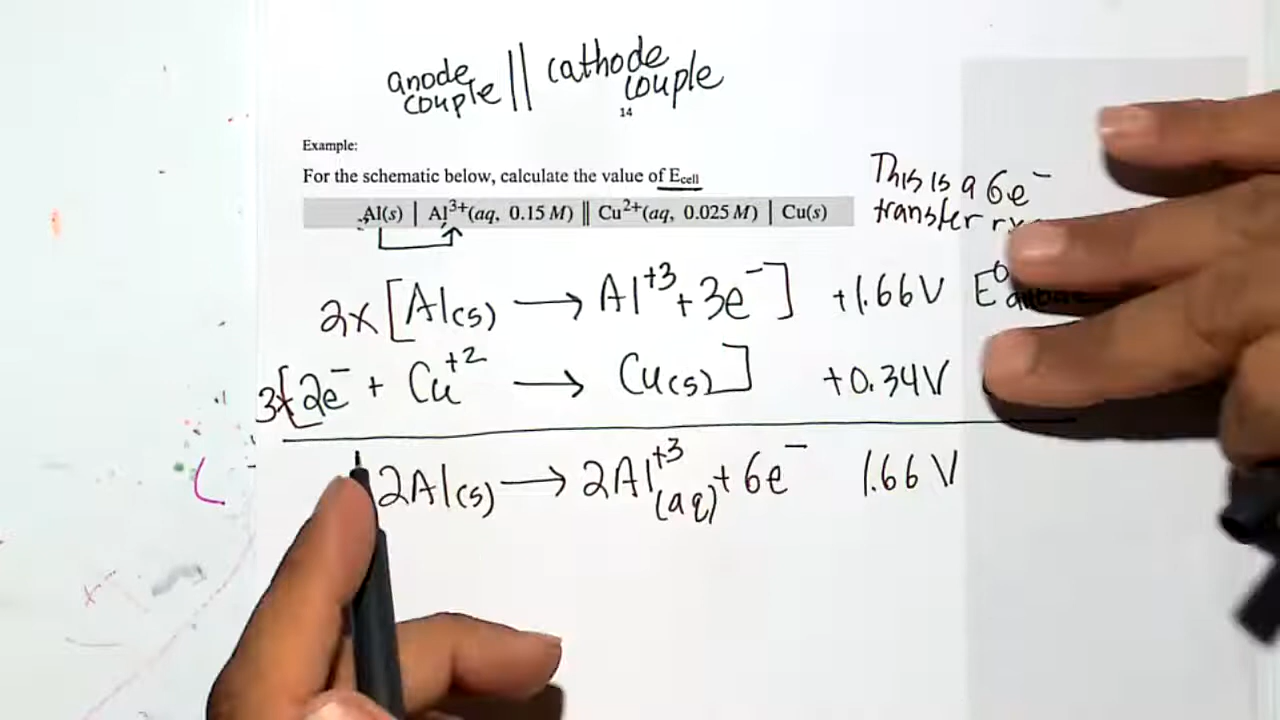 anode couple || cathode couple
14
Example:
For the schematic below, calculate the value of Ecell
Al(s) | Al³⁺(aq, 0.15 M) || Cu²⁺(aq, 0.025 M) | Cu(s)
This is a 6e⁻
transfer
2x [Al(s) → Al⁺³ + 3e⁻] +1.66V E⁰
3x[2e⁻ + Cu⁺² → Cu(s)] +0.34V
2Al(s) → 2Al⁺³(aq) + 6e⁻ 1.66 V